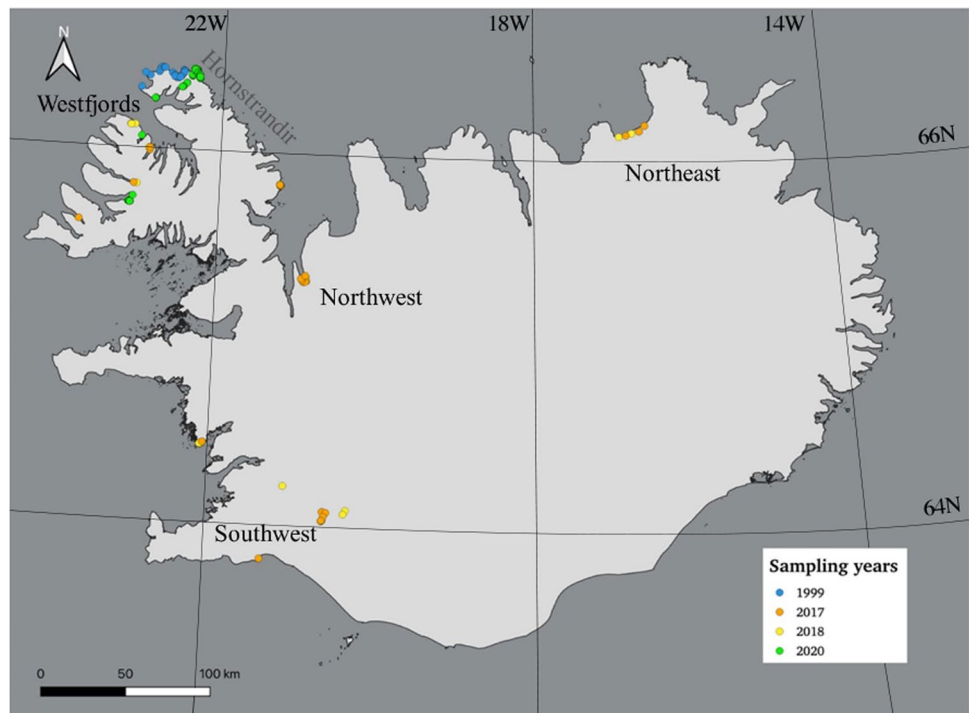 22W
18W
14W
N
Hornstrandir
Westfjords
66N
Northeast
Northwest
64N
Southwest
Sampling years
1999
2017
2018
2020
0 50 100 km